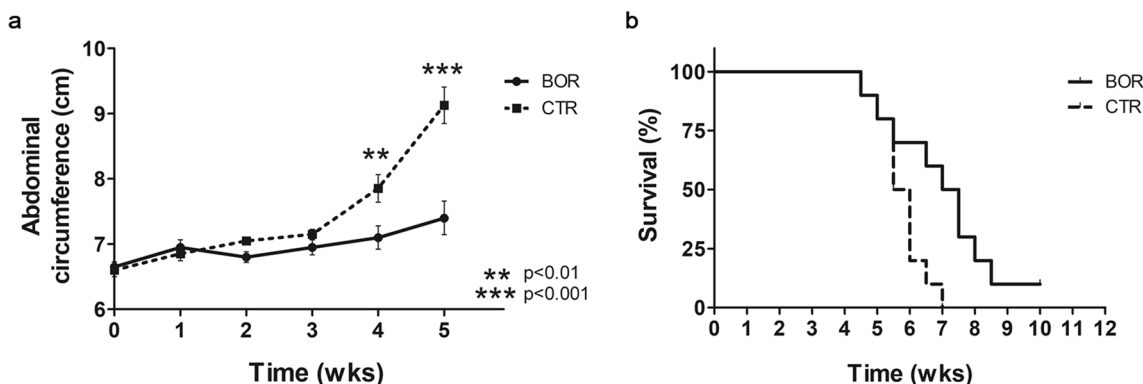 a
Abdominal
circumference (cm)
10
9
8
7
6
***
**
BOR
CTR
** p<0.01
*** p<0.001
0 1 2 3 4 5
Time (wks)
b
Survival (%)
100
75
50
25
0
BOR
CTR
0 1 2 3 4 5 6 7 8 9 10 11 12
Time (wks)